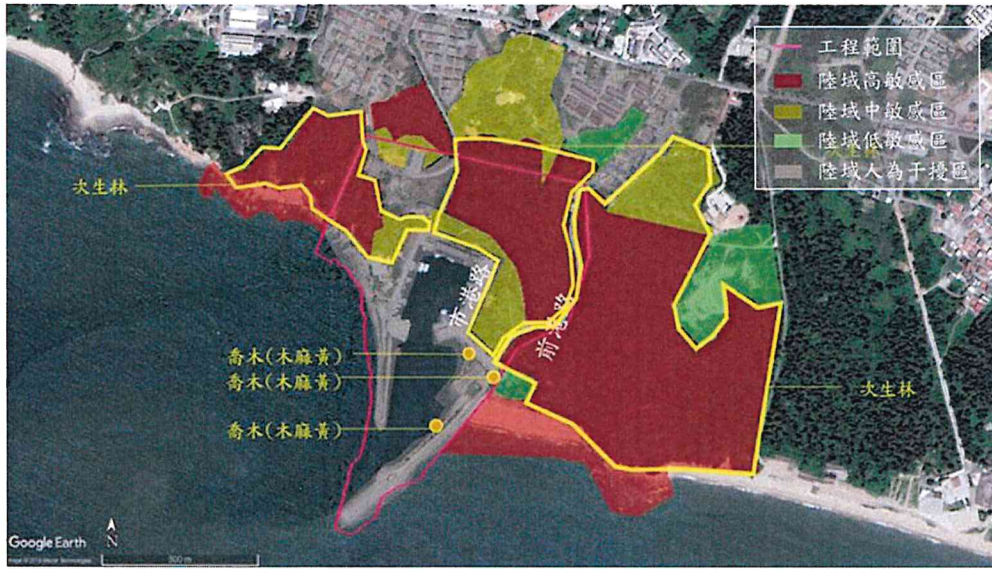 工程範圍
陸域高敏感區
陸域中敏感區
陸域低敏感區
陸域人為干擾區
次生林
市港路
前港路
喬木(木麻黃)
喬木(木麻黃)
喬木(木麻黃)
次生林
Google Earth
N
500 m